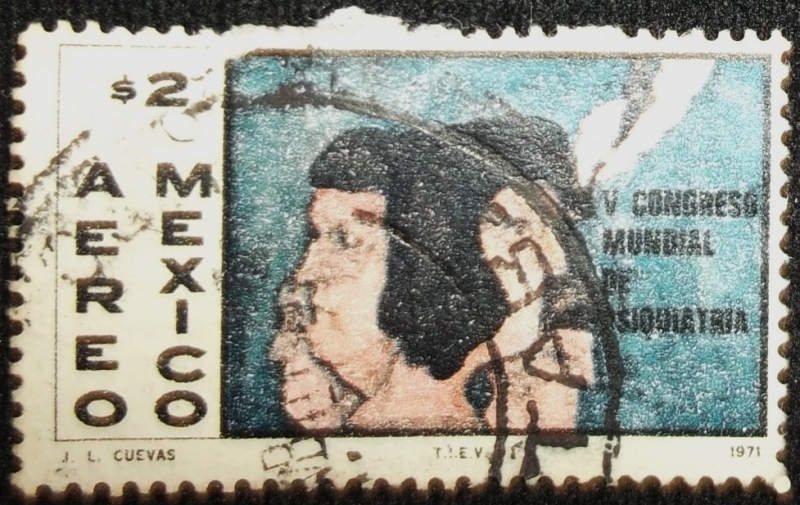 $2
AEREO
MEXICO
V CONGRESO
MUNDIAL
DE
PSIQUIATRIA
J. L. CUEVAS
T.I.E.V.
1971